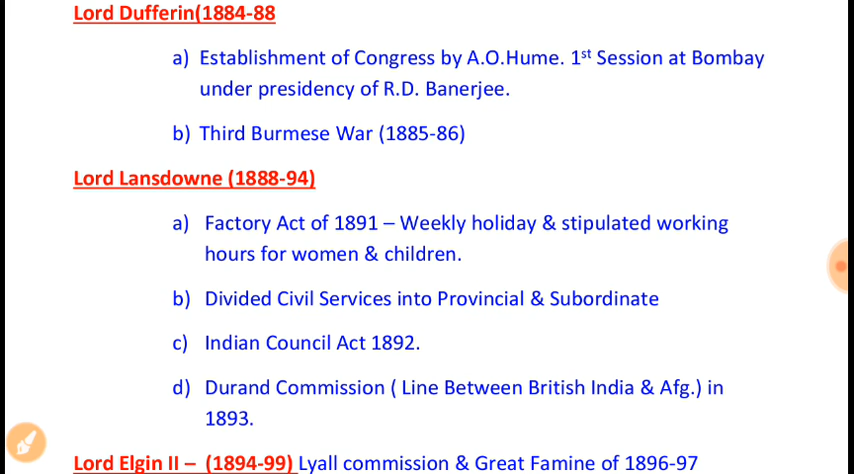 Lord Dufferin(1884-88
a) Establishment of Congress by A.O.Hume. 1st Session at Bombay
under presidency of R.D. Banerjee.
b) Third Burmese War (1885-86)
Lord Lansdowne (1888-94)
a) Factory Act of 1891 – Weekly holiday & stipulated working
hours for women & children.
b) Divided Civil Services into Provincial & Subordinate
c) Indian Council Act 1892.
d) Durand Commission ( Line Between British India & Afg.) in
1893.
Lord Elgin II – (1894-99) Lyall commission & Great Famine of 1896-97